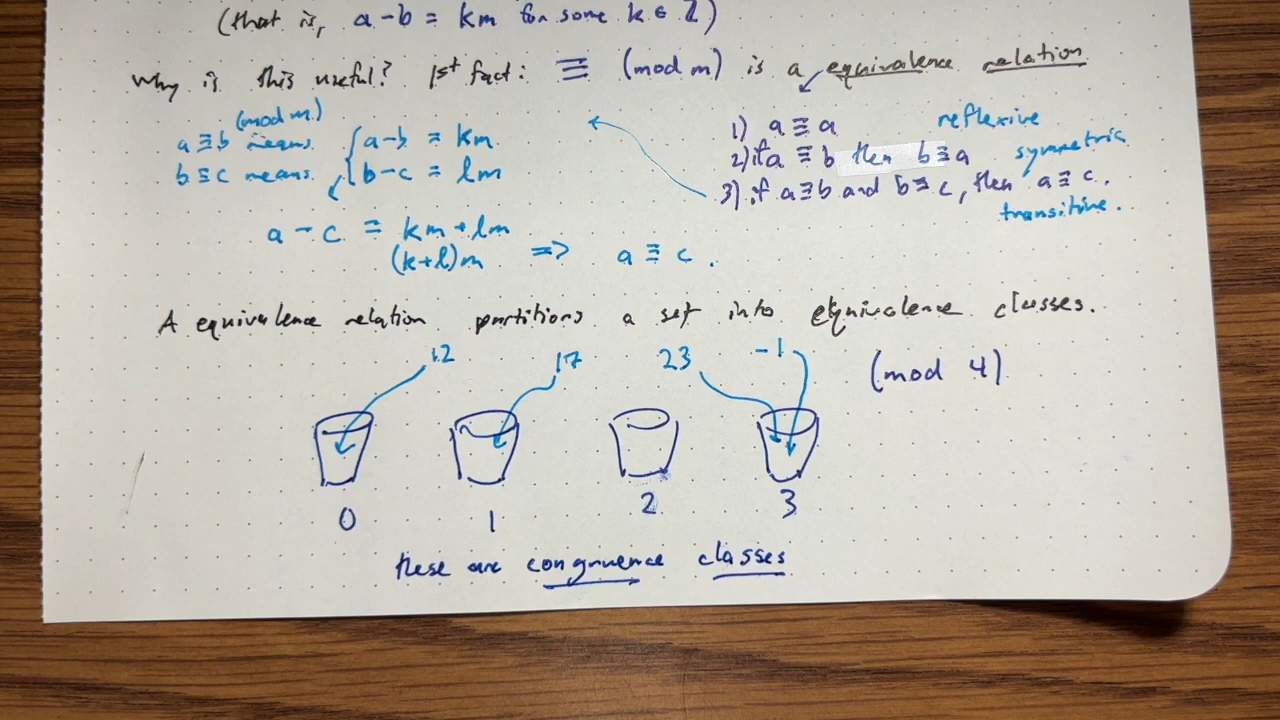 (that is, a-b = km for some k ∈ Z)
Why is this useful? 1st fact: ≡ (mod m) is a equivalence relation
(mod m)
a≡b means
b≡c means
a-b = km
b-c = lm
a - c = km+lm
(k+l)m => a ≡ c.
1) a≡a reflexive
2) if a ≡ b then b≡a symmetric
3) if a≡b and b≡c, then a≡c.
transitive.
A equivalence relation partitions a set into equivalence classes.
12 17 23 -1 (mod 4)
0 1 2 3
these are congruence classes